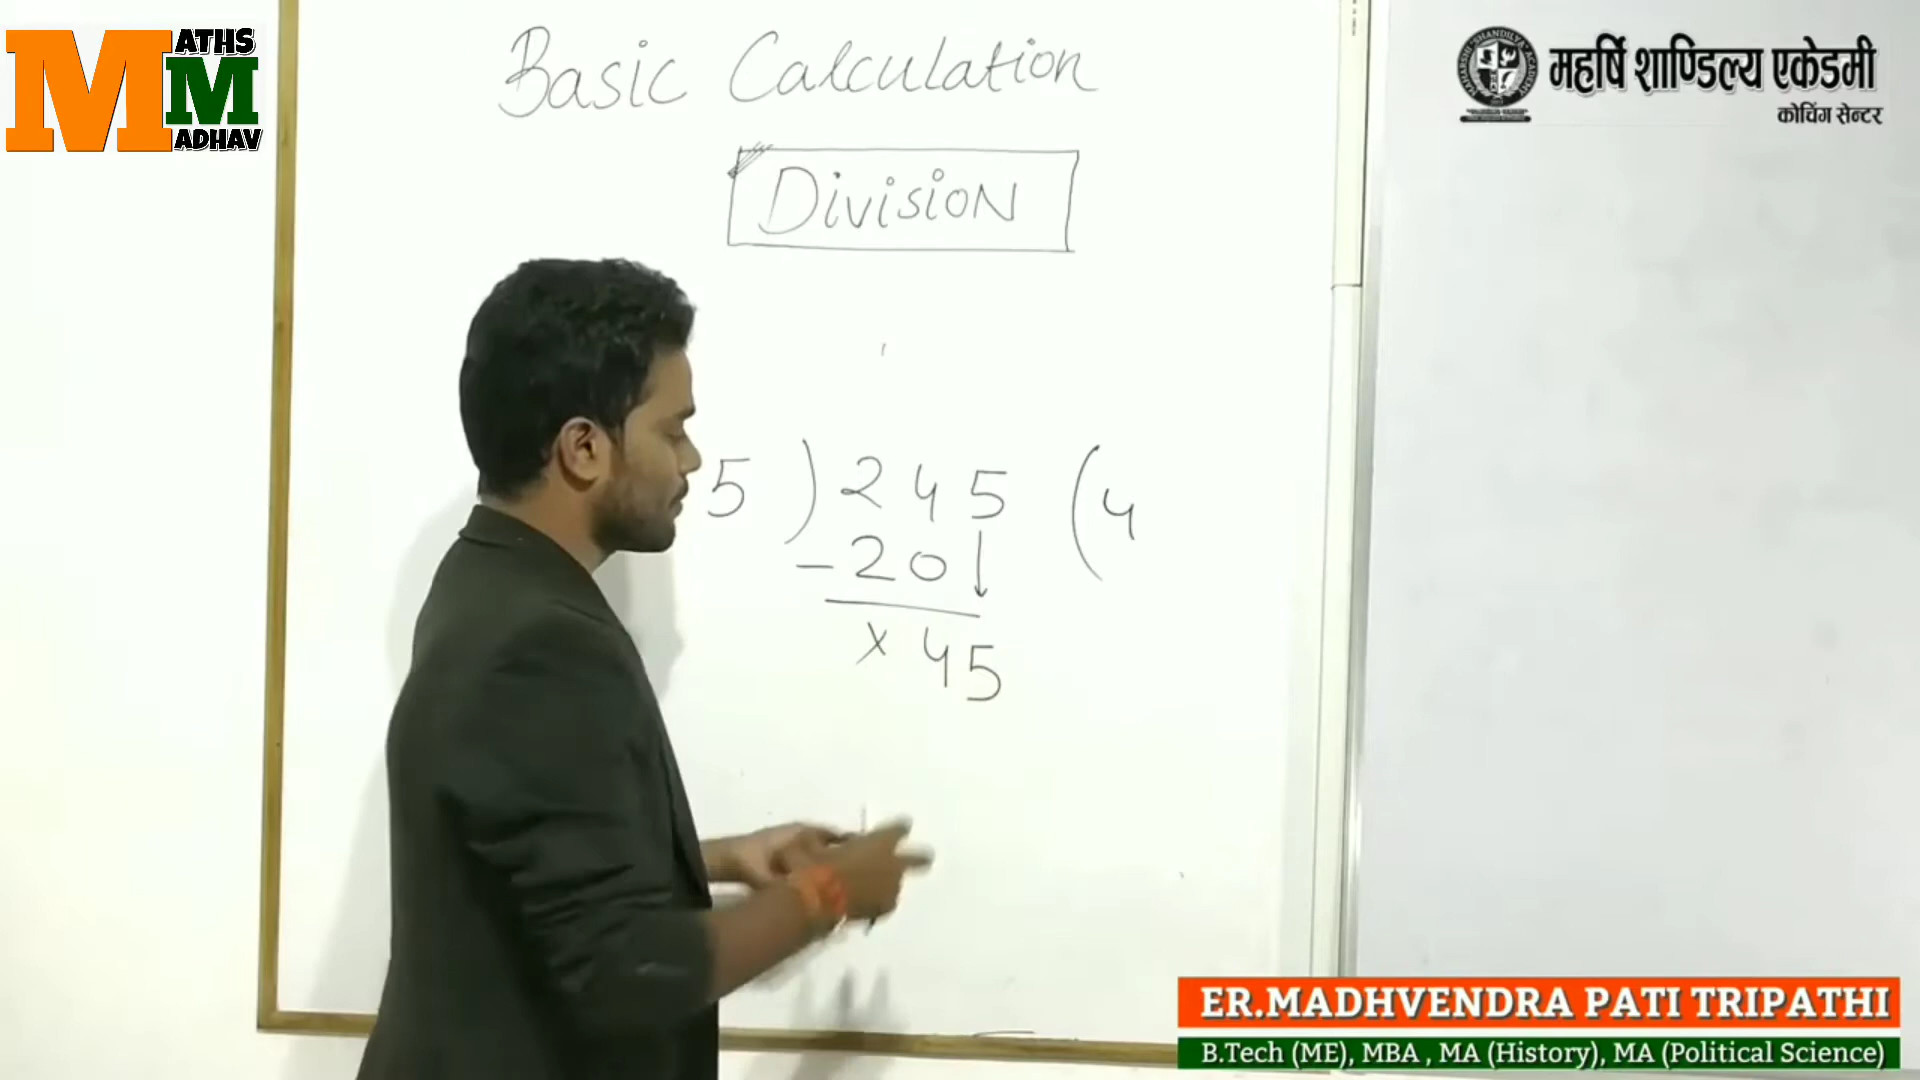 MATHS
MADHAV
महर्षि शाण्डिल्य एकेडमी
कोचिंग सेन्टर
Basic Calculation
Division
5 ) 245 ( 4
- 20 ↓
x 45
ER.MADHVENDRA PATI TRIPATHI
B.Tech (ME), MBA , MA (History), MA (Political Science)